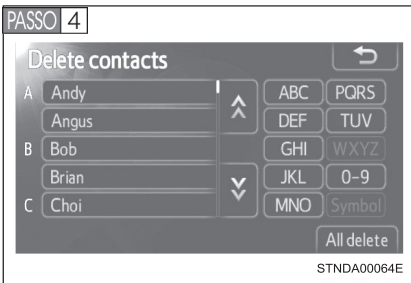 PASSO 4
Delete contacts
A Andy ABC PQRS
Angus DEF TUV
B Bob GHI WXYZ
Brian JKL 0-9
C Choi MNO Symbol
All delete
STNDA00064E